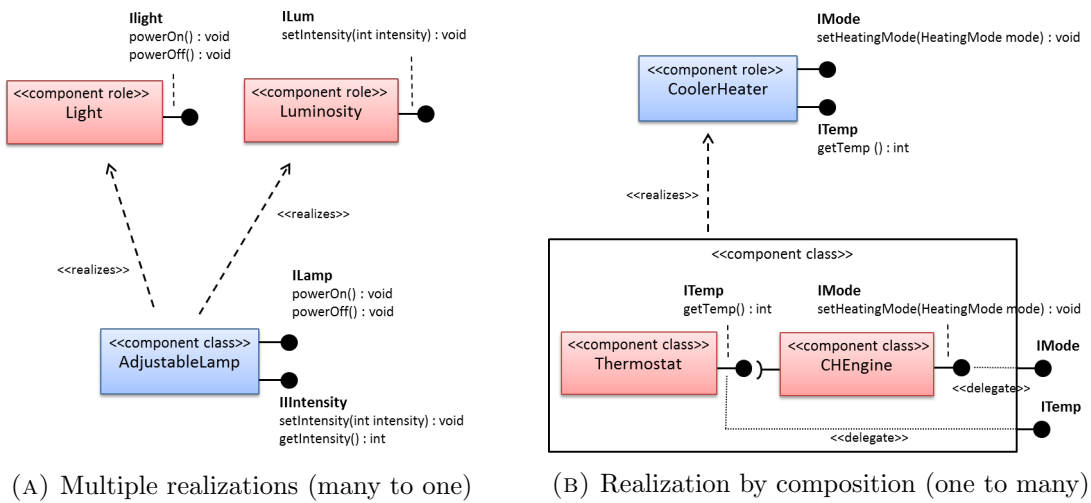 Ilight
powerOn() : void
powerOff() : void
<<component role>>
Light
ILum
setIntensity(int intensity) : void
<<component role>>
Luminosity
<<realizes>>
<<realizes>>
ILamp
powerOn() : void
powerOff() : void
<<component class>>
AdjustableLamp
IIIntensity
setIntensity(int intensity) : void
getIntensity() : int
(A) Multiple realizations (many to one)
IMode
setHeatingMode(HeatingMode mode) : void
<<component role>>
CoolerHeater
ITemp
getTemp () : int
<<realizes>>
<<component class>>
ITemp
getTemp() : int
IMode
setHeatingMode(HeatingMode mode) : void
<<component class>>
Thermostat
<<component class>>
CHEngine
IMode
<<delegate>>
ITemp
<<delegate>>
(B) Realization by composition (one to many)